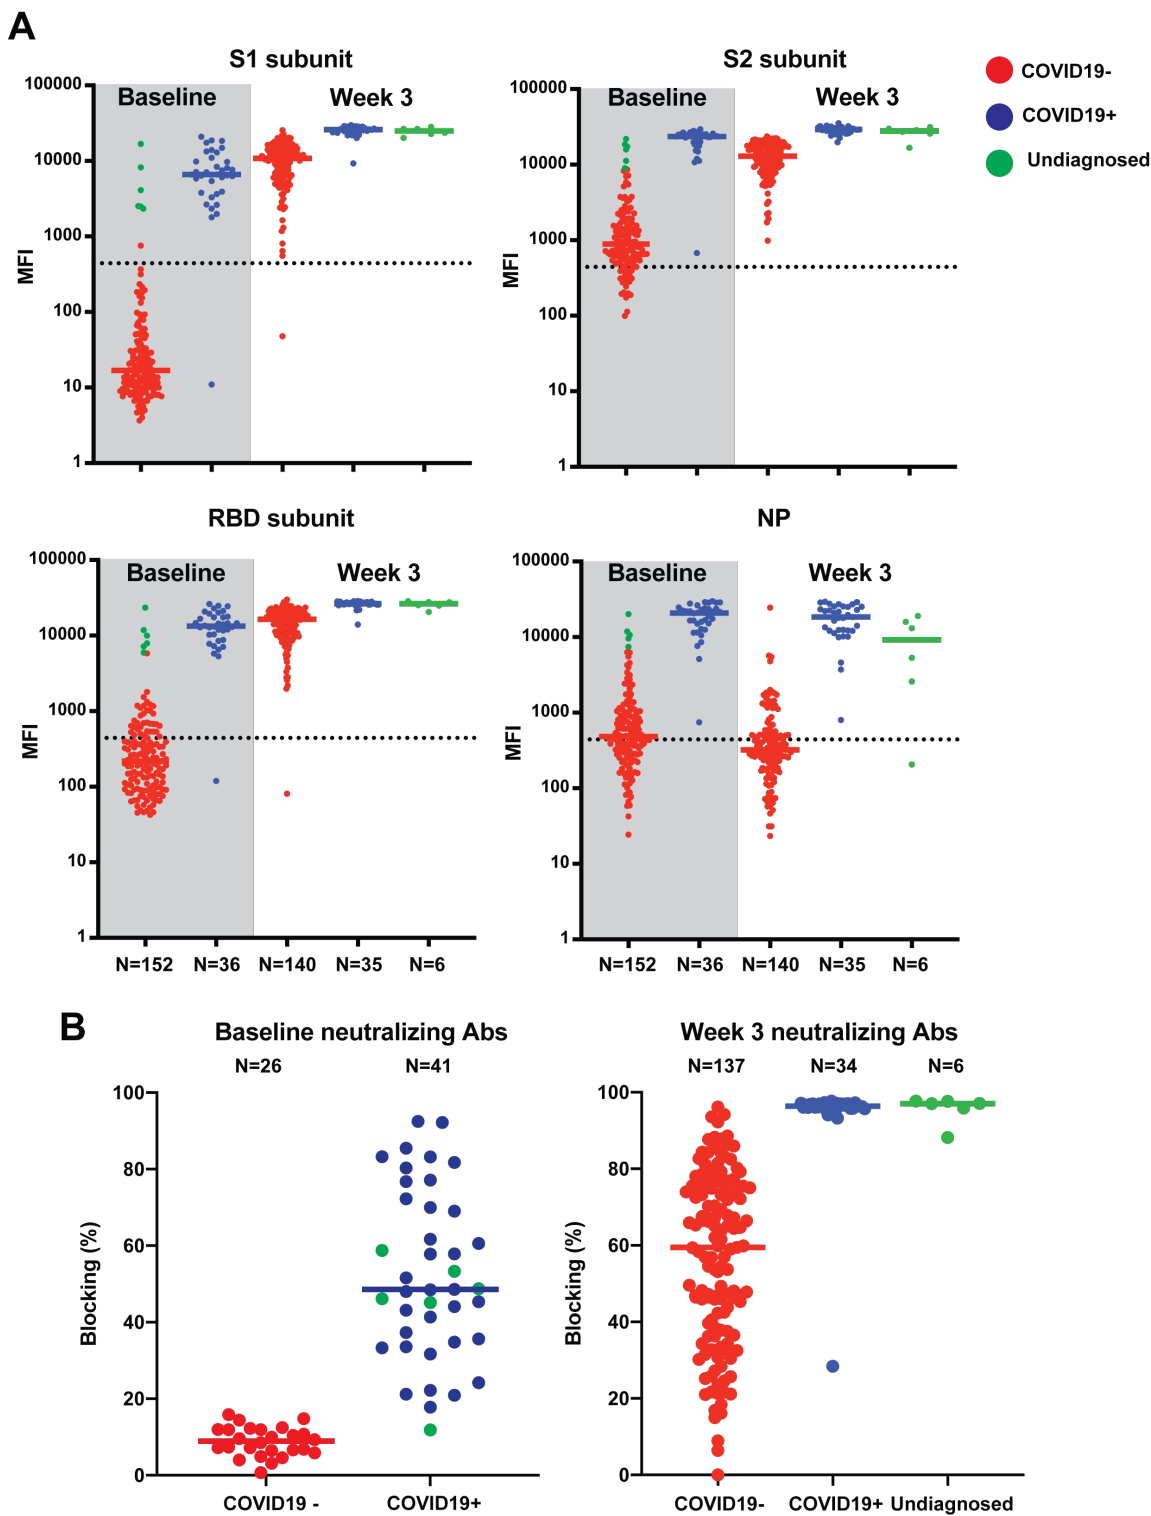 A
S1 subunit
S2 subunit
COVID19-
COVID19+
Undiagnosed
100000
10000
1000
100
10
1
MFI
Baseline
Week 3
100000
10000
1000
100
10
1
MFI
Baseline
Week 3
RBD subunit
NP
100000
10000
1000
100
10
1
MFI
Baseline
Week 3
N=152 N=36 N=140 N=35 N=6
100000
10000
1000
100
10
1
MFI
Baseline
Week 3
N=152 N=36 N=140 N=35 N=6
B
Baseline neutralizing Abs
N=26 N=41
100
80
60
40
20
0
Blocking (%)
COVID19 - COVID19+
Week 3 neutralizing Abs
N=137 N=34 N=6
100
80
60
40
20
0
Blocking (%)
COVID19- COVID19+ Undiagnosed